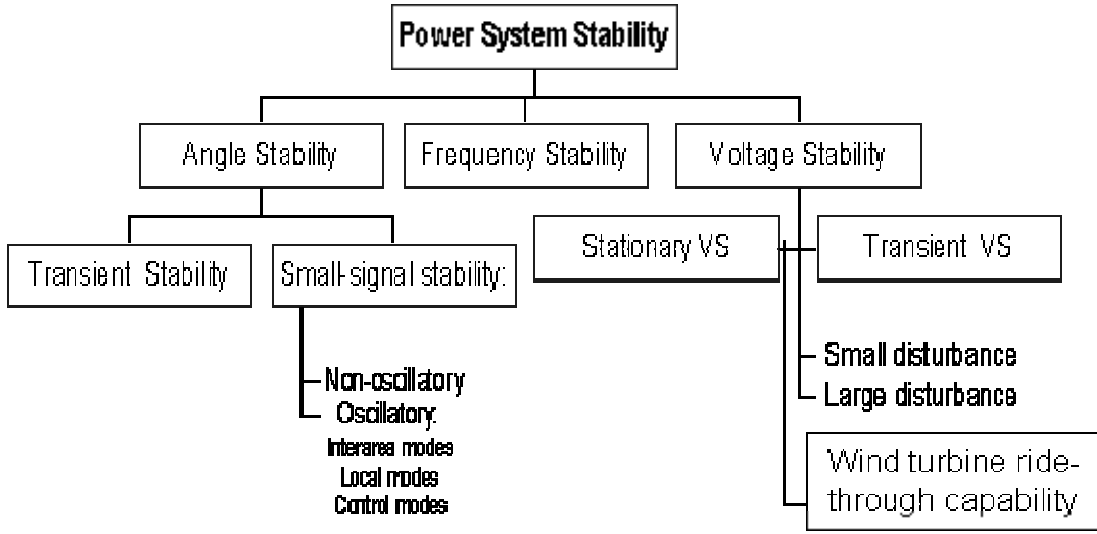 Power System Stability
Angle Stability
Frequency Stability
Voltage Stability
Transient Stability
Small-signal stability:
Stationary VS
Transient VS
Non-oscillatory
Oscillatory:
Interarea modes
Local modes
Control modes
Small disturbance
Large disturbance
Wind turbine ride-
through capability